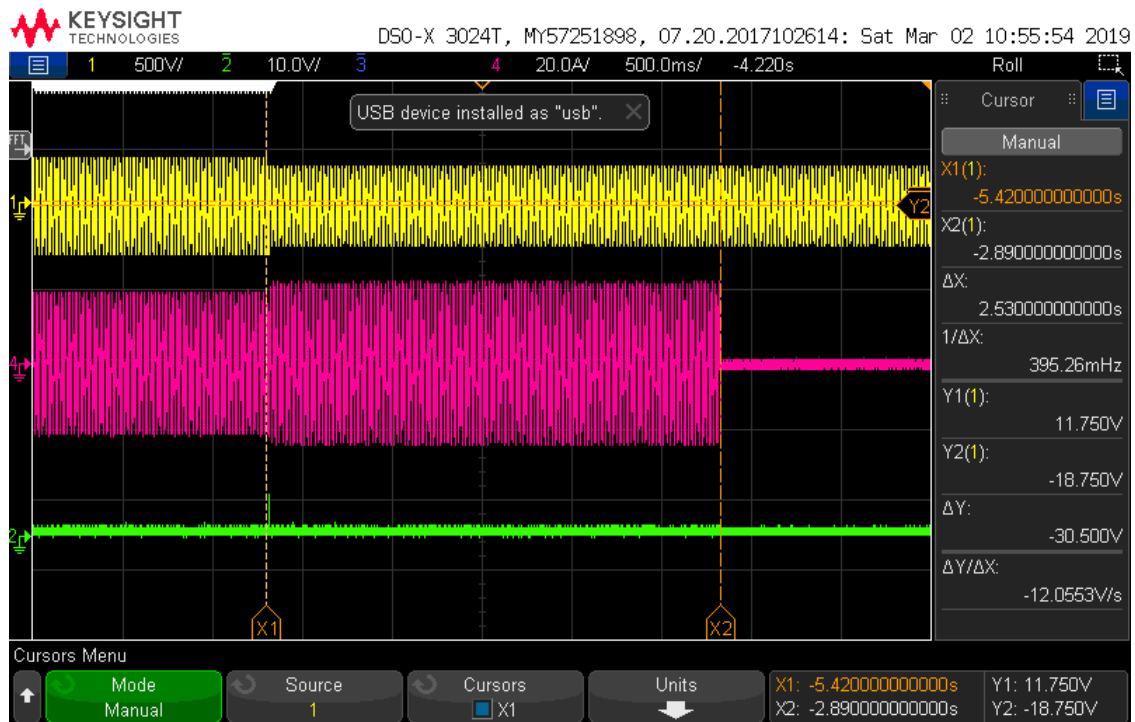 KEYSIGHT
TECHNOLOGIES
DSO-X 3024T, MY57251898, 07.20.2017102614: Sat Mar 02 10:55:54 2019
1 500V/ 2 10.0V/ 3 4 20.0A/ 500.0ms/ -4.220s Roll
USB device installed as "usb".
Cursor
FFT
Manual
X1(1):
-5.420000000000s
1
Y2
X2(1):
-2.890000000000s
ΔX:
2.530000000000s
1/ΔX:
4
395.26mHz
Y1(1):
11.750V
Y2(1):
-18.750V
ΔY:
2
-30.500V
ΔY/ΔX:
-12.0553V/s
X1 X2
Cursors Menu
Mode
Manual
Source
1
Cursors
X1
Units
X1: -5.420000000000s
X2: -2.890000000000s
Y1: 11.750V
Y2: -18.750V